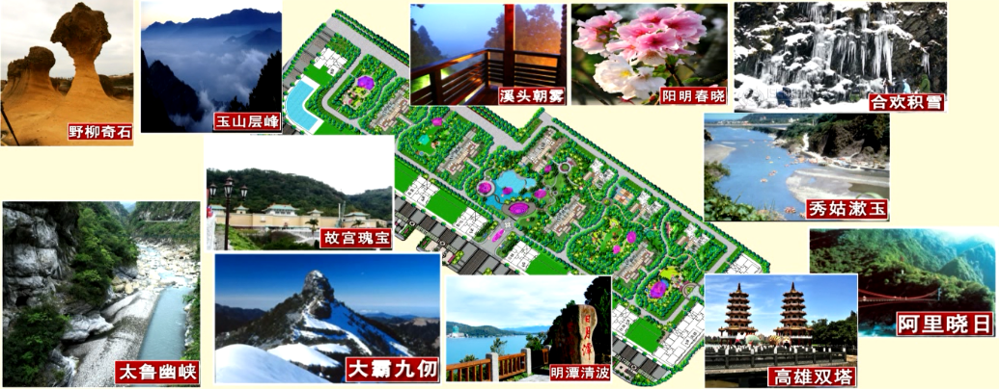 野柳奇石
玉山层峰
溪头朝雾
阳明春晓
合欢积雪
秀姑漱玉
故宫瑰宝
太鲁幽峡
大霸九仞
日月潭
明潭清波
高雄双塔
阿里晓日